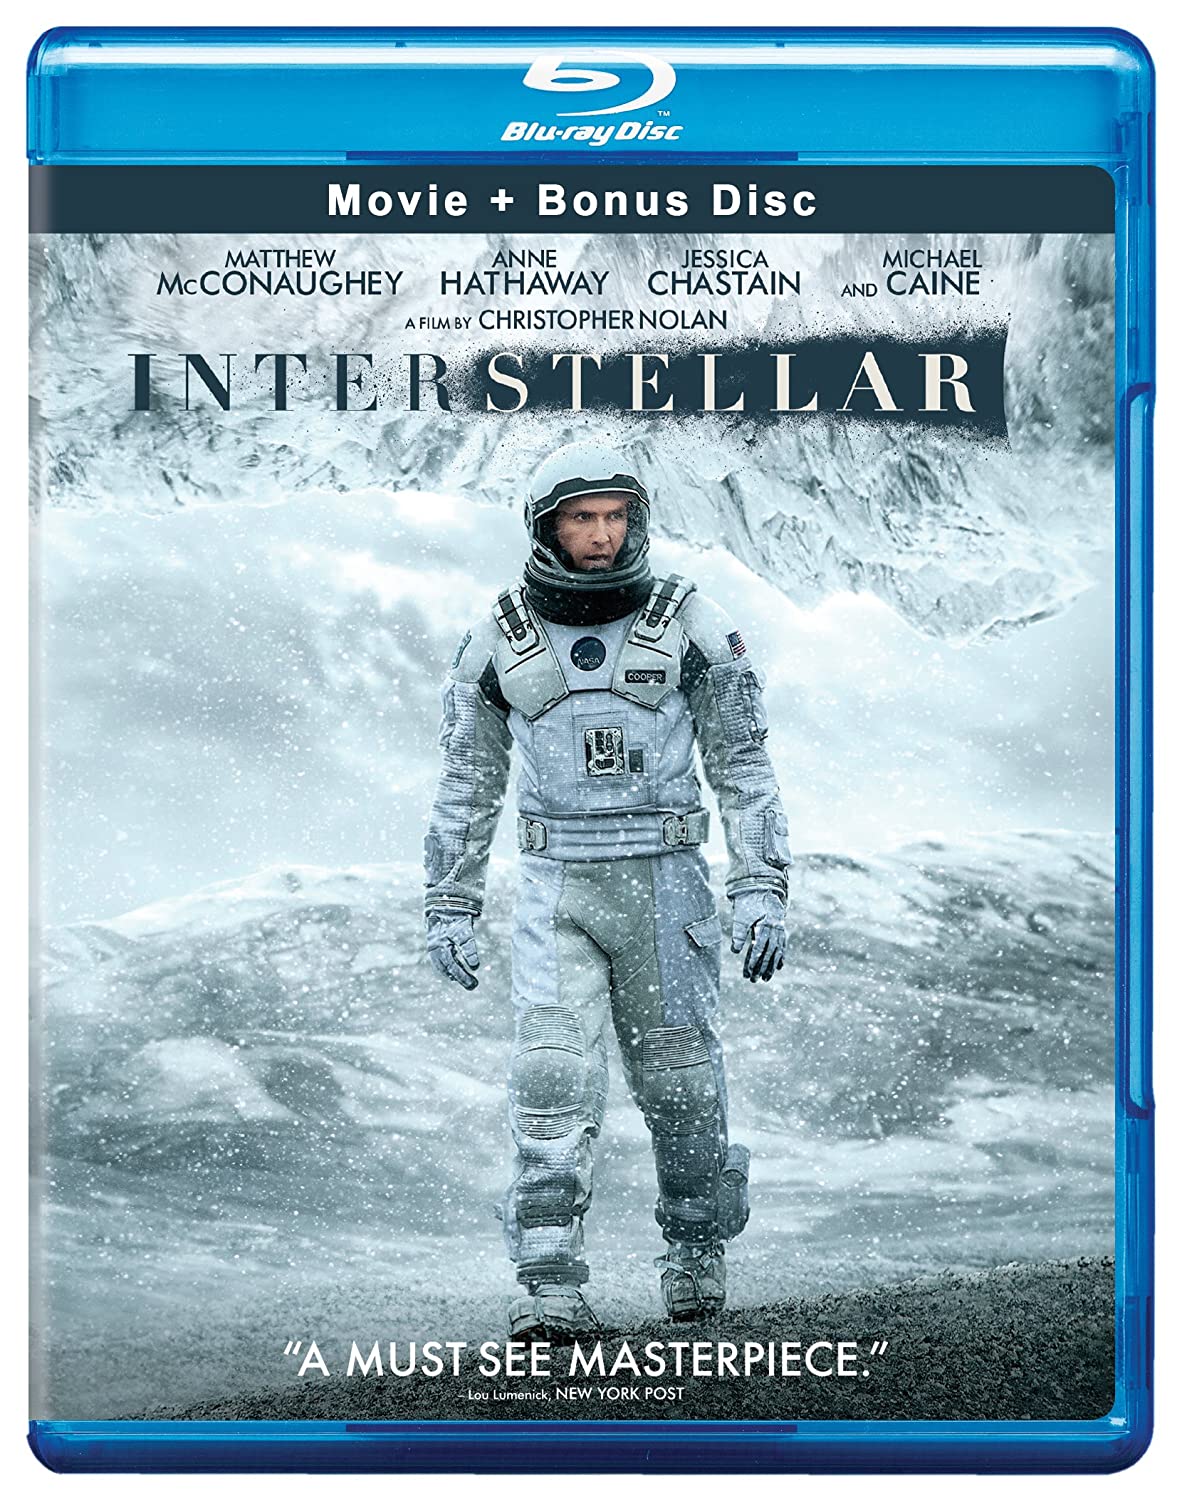 Blu-ray Disc™
Movie + Bonus Disc
MATTHEW McCONAUGHEY
ANNE HATHAWAY
JESSICA CHASTAIN
AND MICHAEL CAINE
A FILM BY CHRISTOPHER NOLAN
INTERSTELLAR
NASA
COOPER
“A MUST SEE MASTERPIECE.”
– Lou Lumenick, NEW YORK POST